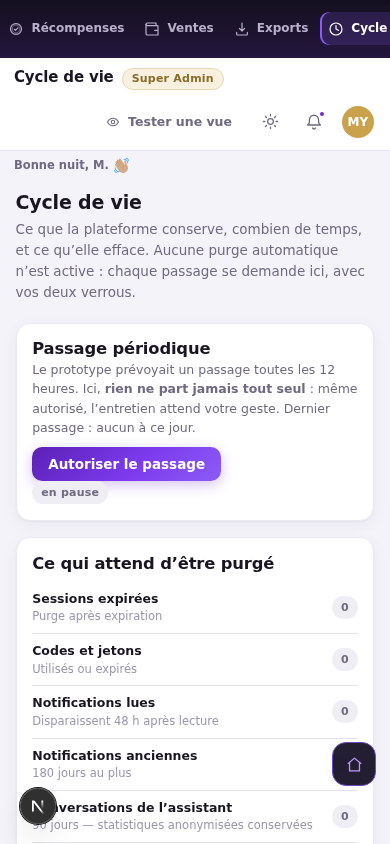 Récompenses Ventes Exports Cycle
Cycle de vie Super Admin
Tester une vue MY
Bonne nuit, M. 👋🏽
Cycle de vie
Ce que la plateforme conserve, combien de temps,
et ce qu’elle efface. Aucune purge automatique
n’est active : chaque passage se demande ici, avec
vos deux verrous.
Passage périodique
Le prototype prévoyait un passage toutes les 12
heures. Ici, rien ne part jamais tout seul : même
autorisé, l’entretien attend votre geste. Dernier
passage : aucun à ce jour.
Autoriser le passage
en pause
Ce qui attend d’être purgé
Sessions expirées
Purge après expiration
0
Codes et jetons
Utilisés ou expirés
0
Notifications lues
Disparaissent 48 h après lecture
0
Notifications anciennes
180 jours au plus
N
versations de l’assistant
90 jours — statistiques anonymisées conservées
0